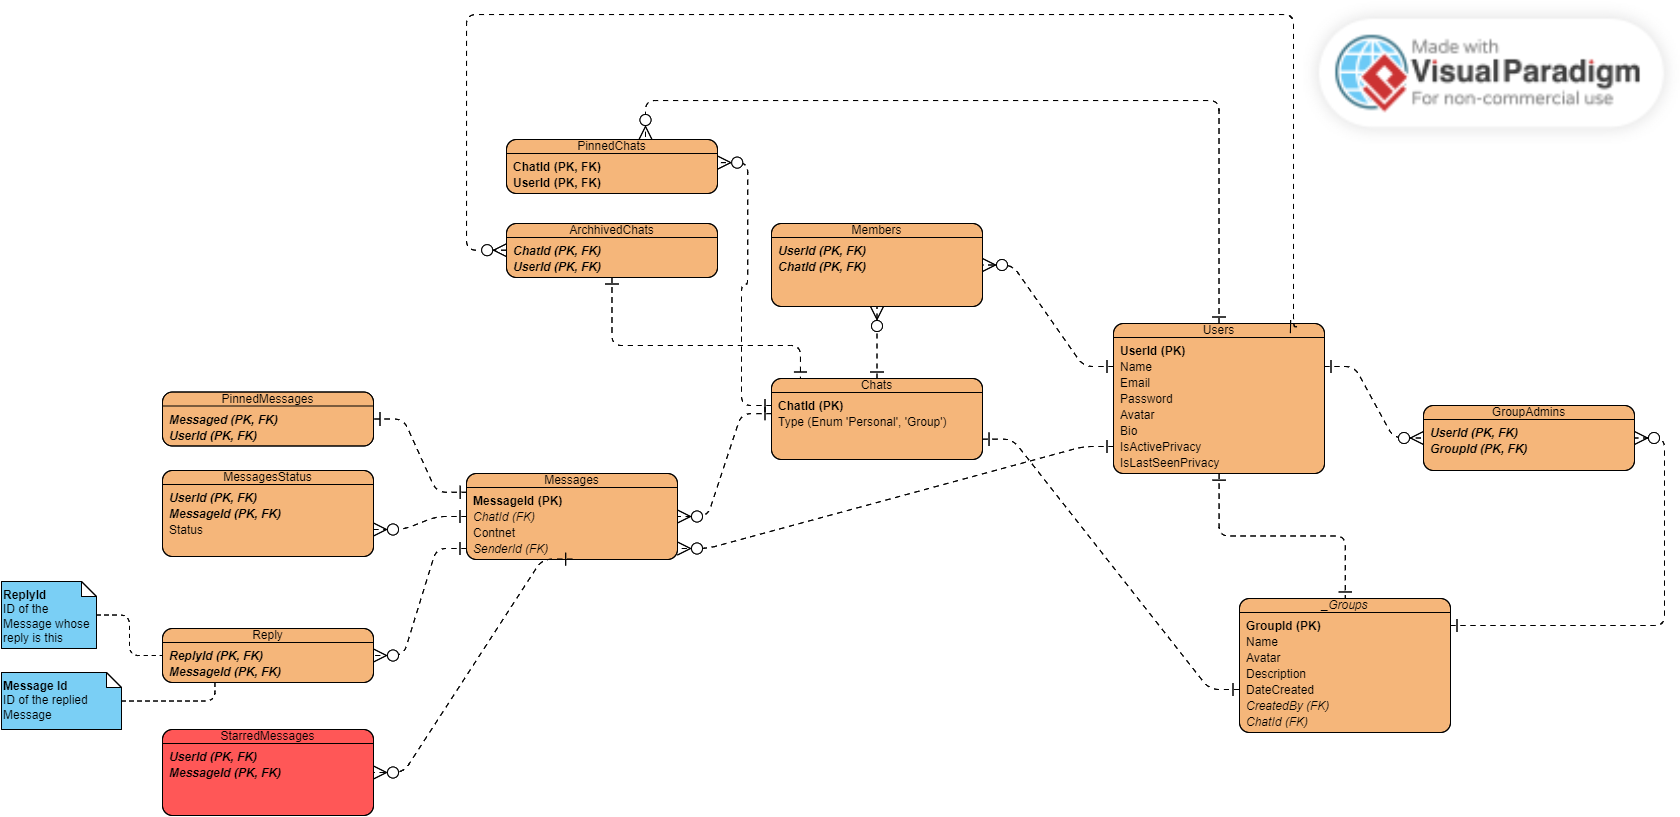 Made with
Visual Paradigm
For non-commercial use
PinnedChats
ChatId (PK, FK)
UserId (PK, FK)
ArchhivedChats
ChatId (PK, FK)
UserId (PK, FK)
Members
UserId (PK, FK)
ChatId (PK, FK)
Users
UserId (PK)
Name
Email
Password
Avatar
Bio
IsActivePrivacy
IsLastSeenPrivacy
Chats
ChatId (PK)
Type (Enum 'Personal', 'Group')
PinnedMessages
Messaged (PK, FK)
UserId (PK, FK)
GroupAdmins
UserId (PK, FK)
GroupId (PK, FK)
MessagesStatus
UserId (PK, FK)
MessageId (PK, FK)
Status
Messages
MessageId (PK)
ChatId (FK)
Contnet
SenderId (FK)
ReplyId
ID of the
Message whose
reply is this
Reply
ReplyId (PK, FK)
MessageId (PK, FK)
Message Id
ID of the replied
Message
_Groups
GroupId (PK)
Name
Avatar
Description
DateCreated
CreatedBy (FK)
ChatId (FK)
StarredMessages
UserId (PK, FK)
MessageId (PK, FK)